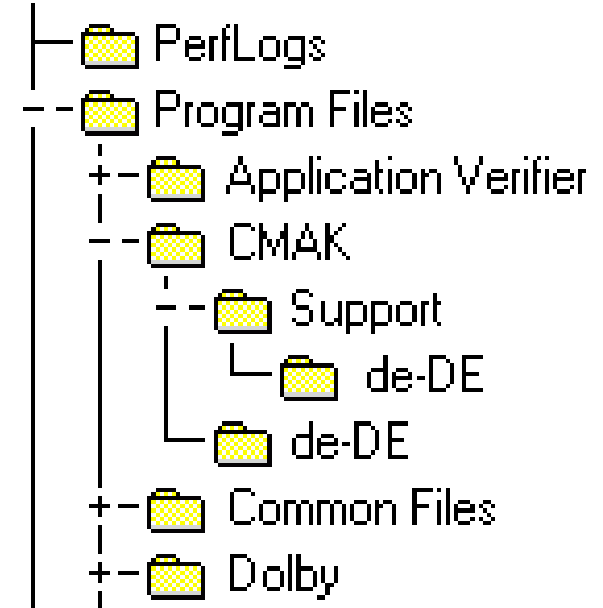 PerfLogs
Program Files
Application Verifier
CMAK
Support
de-DE
de-DE
Common Files
Dolby